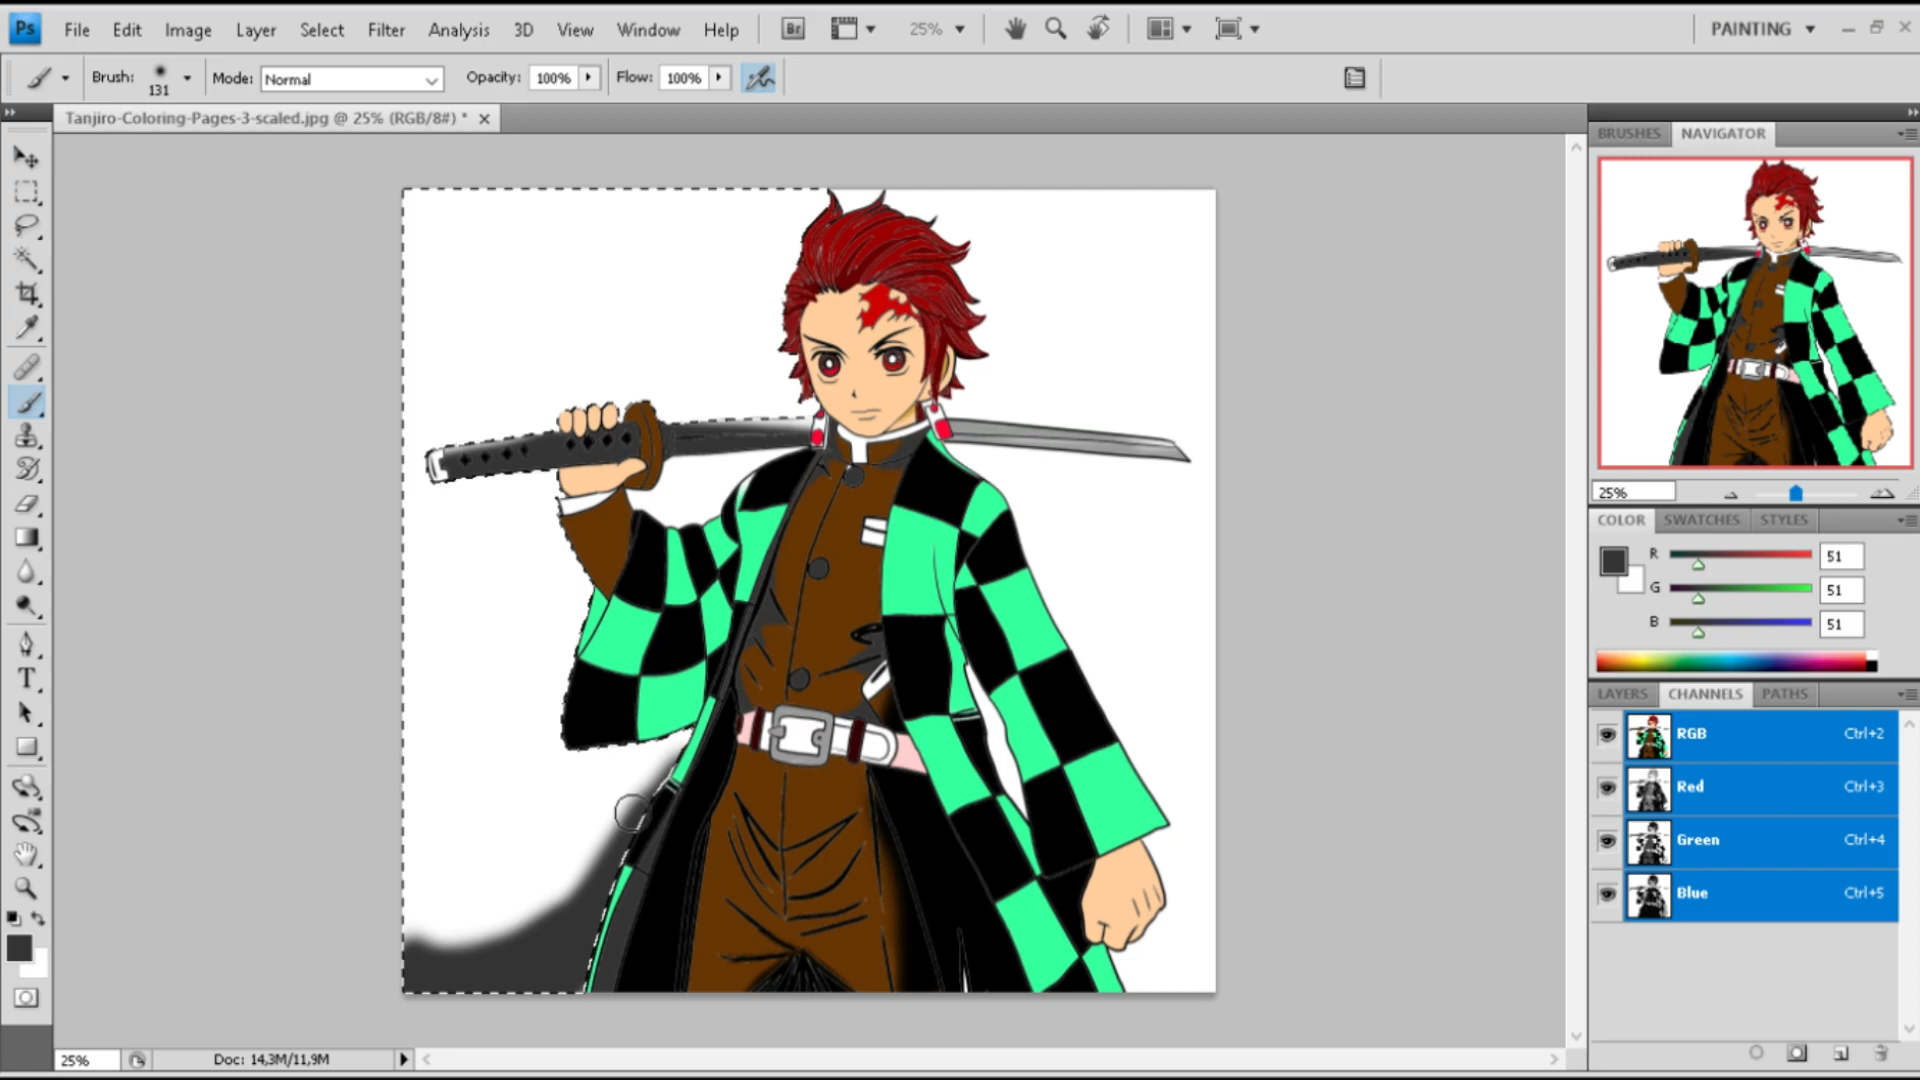 Ps File Edit Image Layer Select Filter Analysis 3D View Window Help Br 25% PAINTING
Brush: 131 Mode: Normal Opacity: 100% Flow: 100%
Tanjiro-Coloring-Pages-3-scaled.jpg @ 25% (RGB/8#) *
BRUSHES NAVIGATOR
25%
COLOR SWATCHES STYLES
R 51
G 51
B 51
LAYERS CHANNELS PATHS
RGB Ctrl+2
Red Ctrl+3
Green Ctrl+4
Blue Ctrl+5
T
25% Doc: 14,3M/11,9M